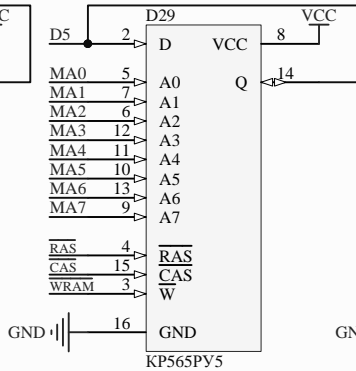 C D29 VCC
D5 2 D VCC 8
MA0 5 A0 Q 14
MA1 7 A1
MA2 6 A2
MA3 12 A3
MA4 11 A4
MA5 10 A5
MA6 13 A6
MA7 9 A7
RAS 4 RAS
CAS 15 CAS
WRAM 3 W
GND 16 GND GN
КР565РУ5